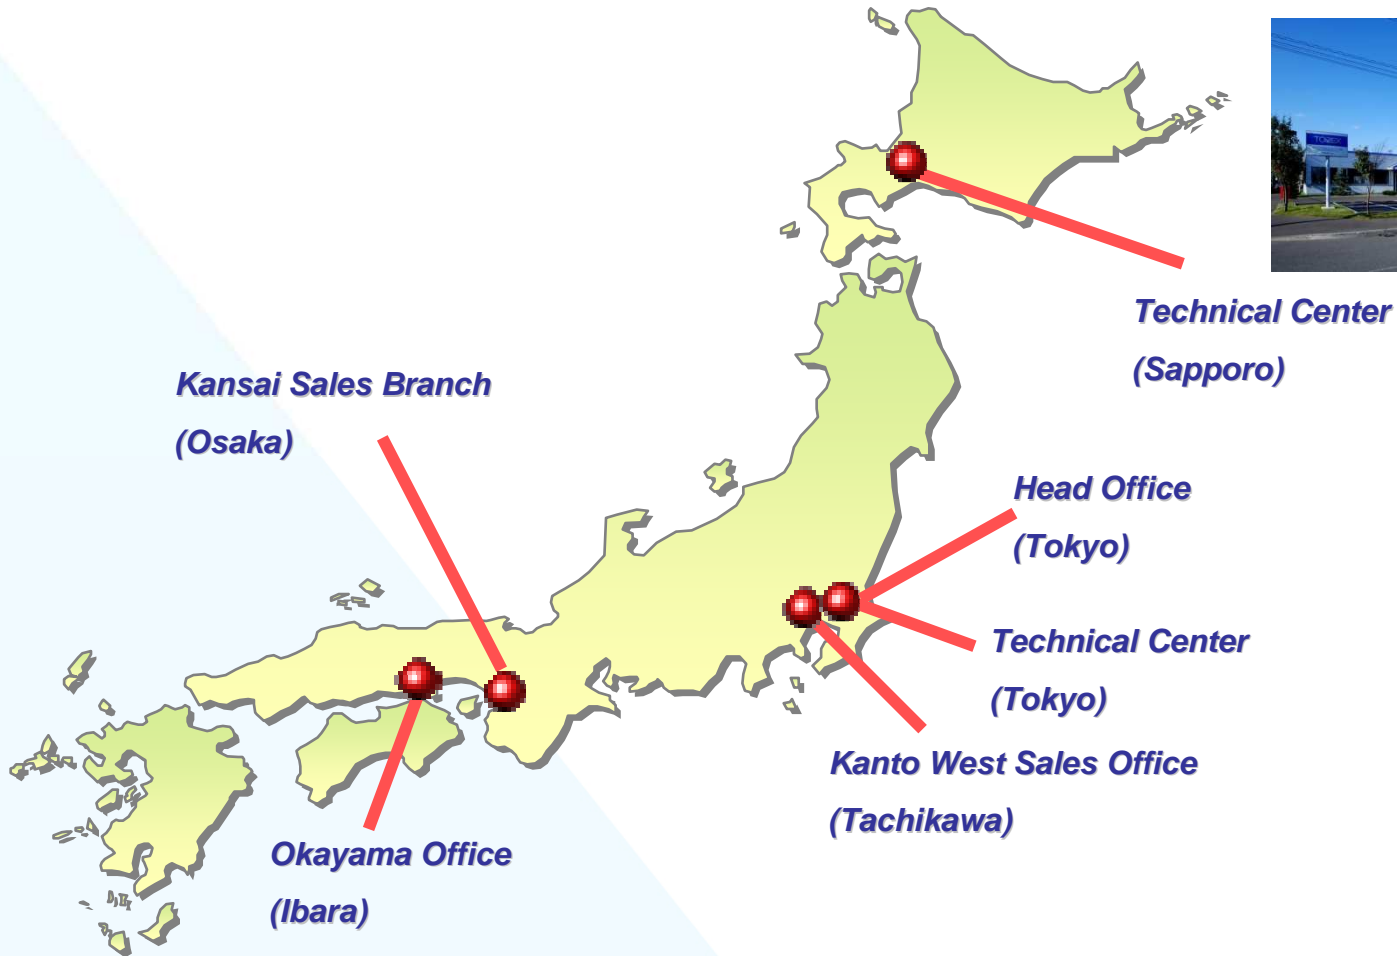 TOREX
Technical Center
(Sapporo)
Kansai Sales Branch
(Osaka)
Head Office
(Tokyo)
Technical Center
(Tokyo)
Kanto West Sales Office
(Tachikawa)
Okayama Office
(Ibara)